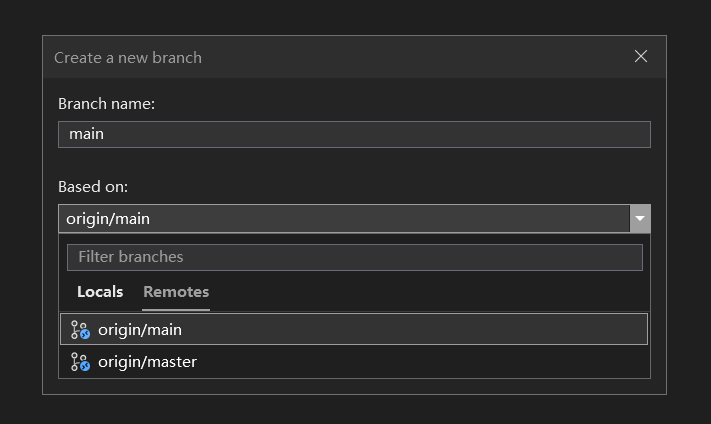 Create a new branch
Branch name:
main
Based on:
origin/main
Filter branches
Locals Remotes
origin/main
origin/master